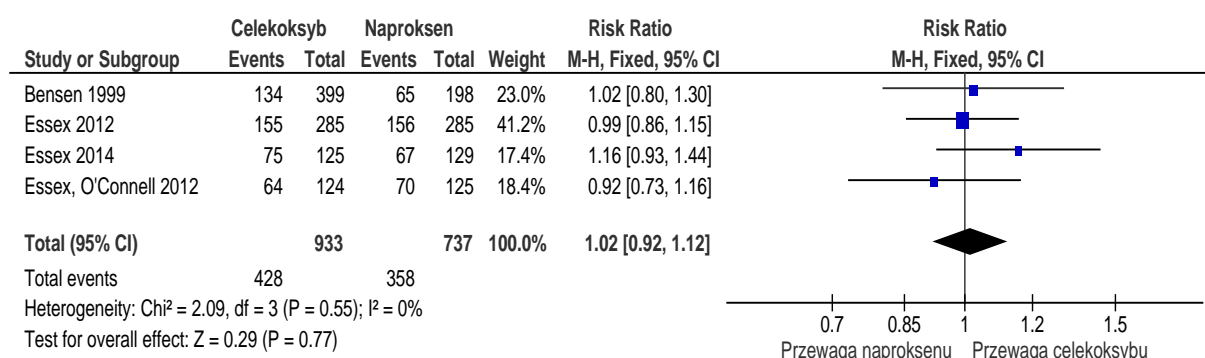 Celekoksyb Naproksen Risk Ratio Risk Ratio
Study or Subgroup Events Total Events Total Weight M-H, Fixed, 95% CI M-H, Fixed, 95% CI
Bensen 1999 134 399 65 198 23.0% 1.02 [0.80, 1.30]
Essex 2012 155 285 156 285 41.2% 0.99 [0.86, 1.15]
Essex 2014 75 125 67 129 17.4% 1.16 [0.93, 1.44]
Essex, O'Connell 2012 64 124 70 125 18.4% 0.92 [0.73, 1.16]
Total (95% CI) 933 737 100.0% 1.02 [0.92, 1.12]
Total events 428 358
Heterogeneity: Chi² = 2.09, df = 3 (P = 0.55); I² = 0%
Test for overall effect: Z = 0.29 (P = 0.77)
0.7 0.85 1 1.2 1.5
Przewaga naproksenu Przewaga celekoksybu